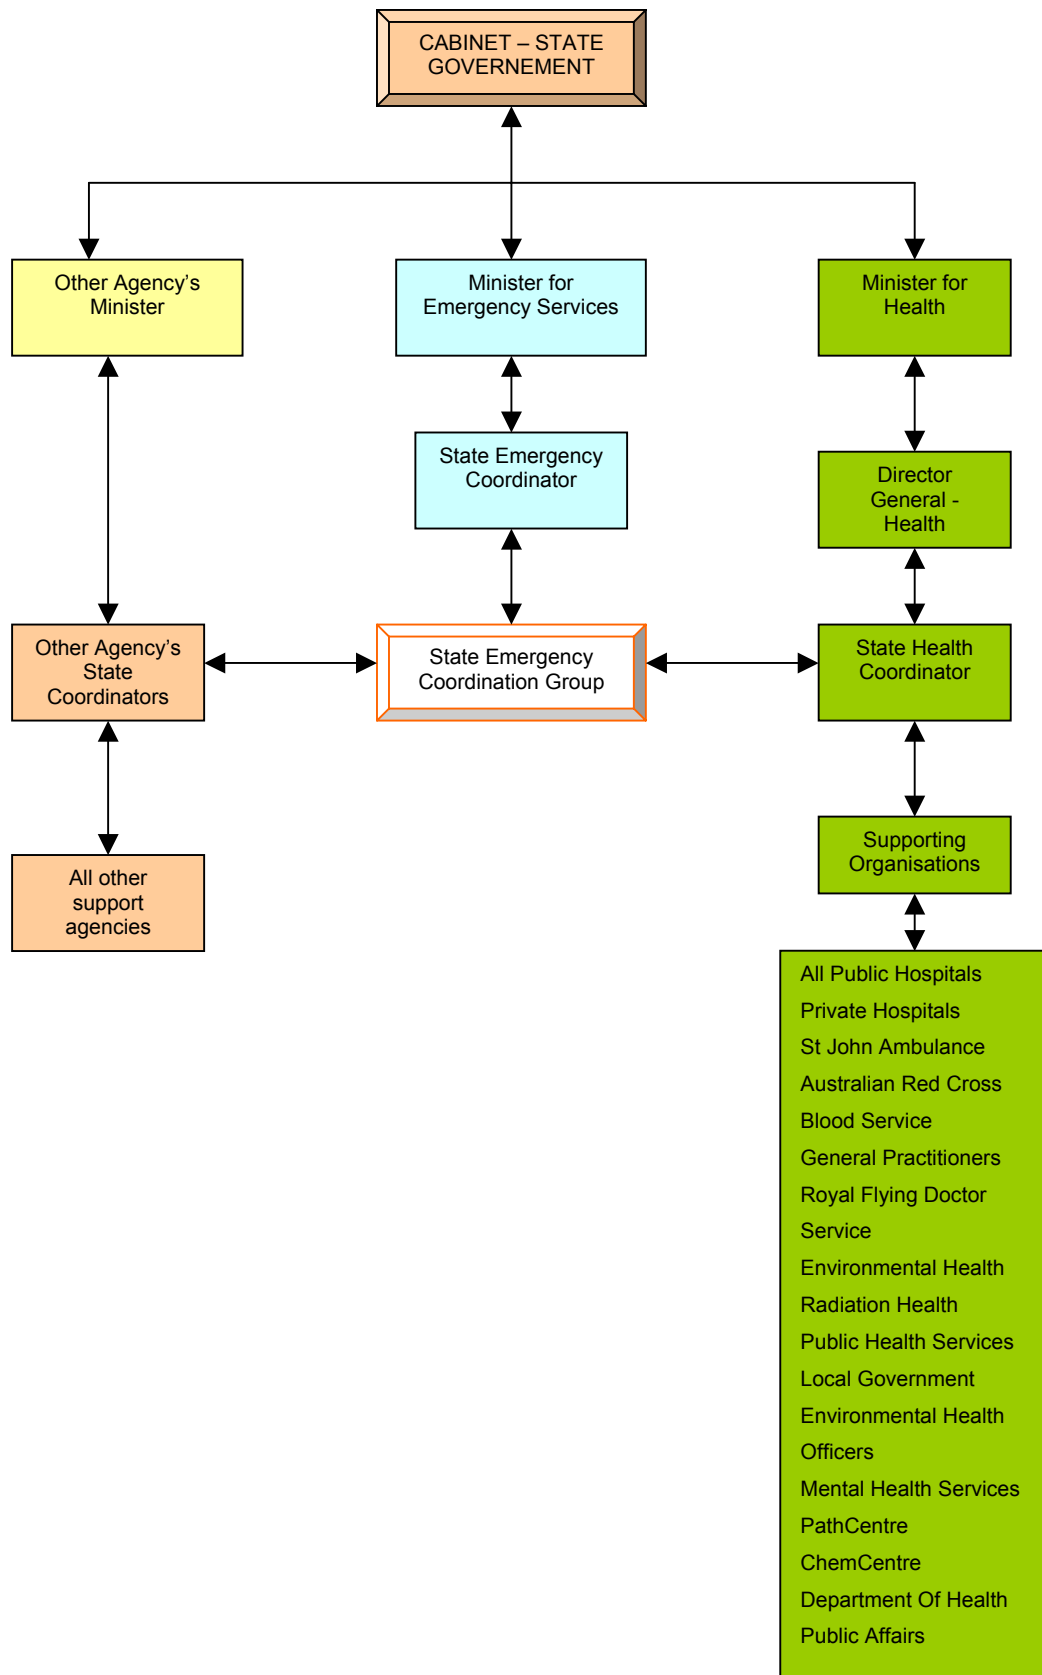 CABINET – STATE
GOVERNEMENT
Other Agency's
Minister
Minister for
Emergency Services
Minister for
Health
State Emergency
Coordinator
Director
General -
Health
Other Agency's
State
Coordinators
State Emergency
Coordination Group
State Health
Coordinator
All other
support
agencies
Supporting
Organisations
All Public Hospitals
Private Hospitals
St John Ambulance
Australian Red Cross
Blood Service
General Practitioners
Royal Flying Doctor
Service
Environmental Health
Radiation Health
Public Health Services
Local Government
Environmental Health
Officers
Mental Health Services
PathCentre
ChemCentre
Department Of Health
Public Affairs